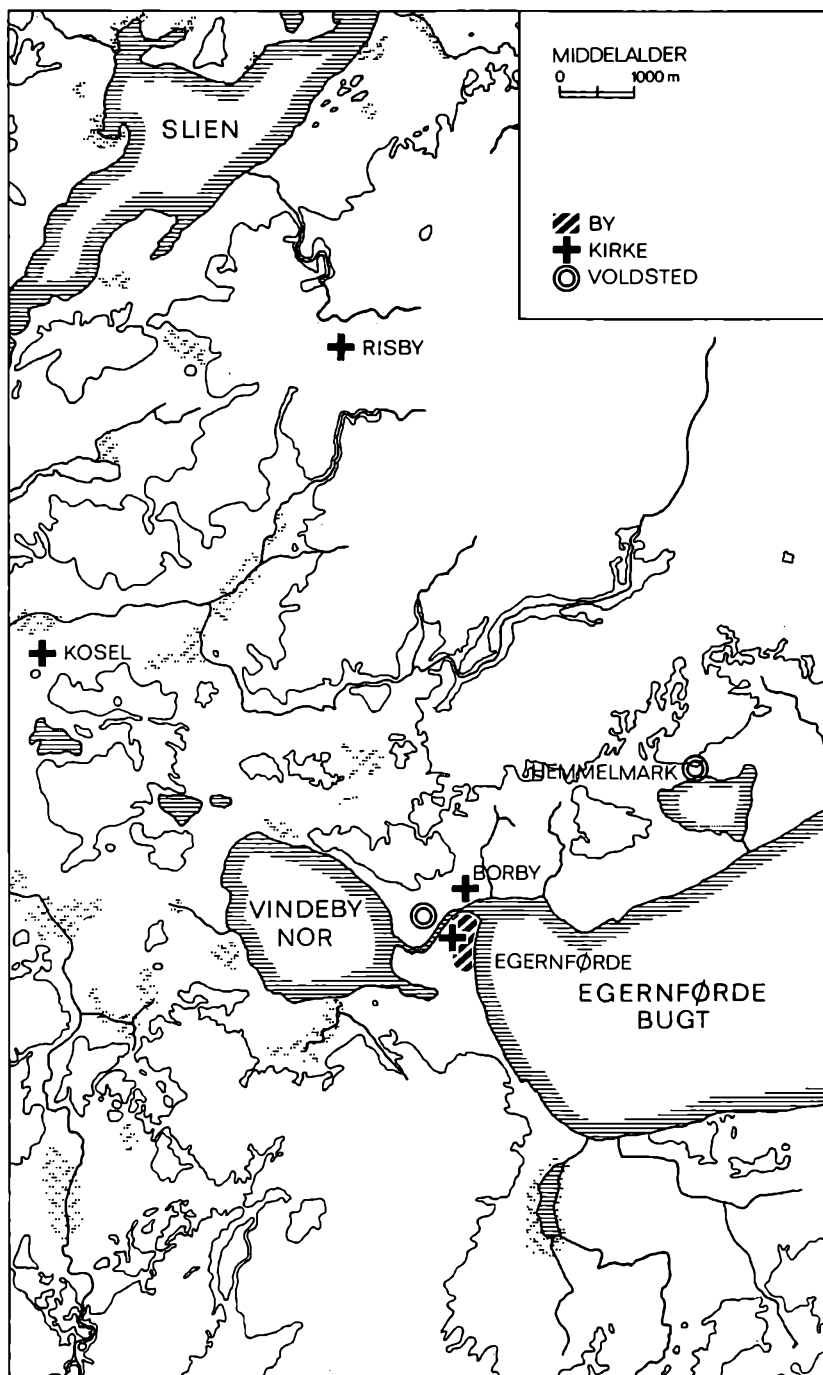 MIDDELALDER
0 1000 m
BY
KIRKE
VOLDSTED
SLIEN
RISBY
KOSEL
HEMMELMARK
BORBY
VINDEBY
NOR
EGERNFØRDE
EGERNFØRDE
BUGT